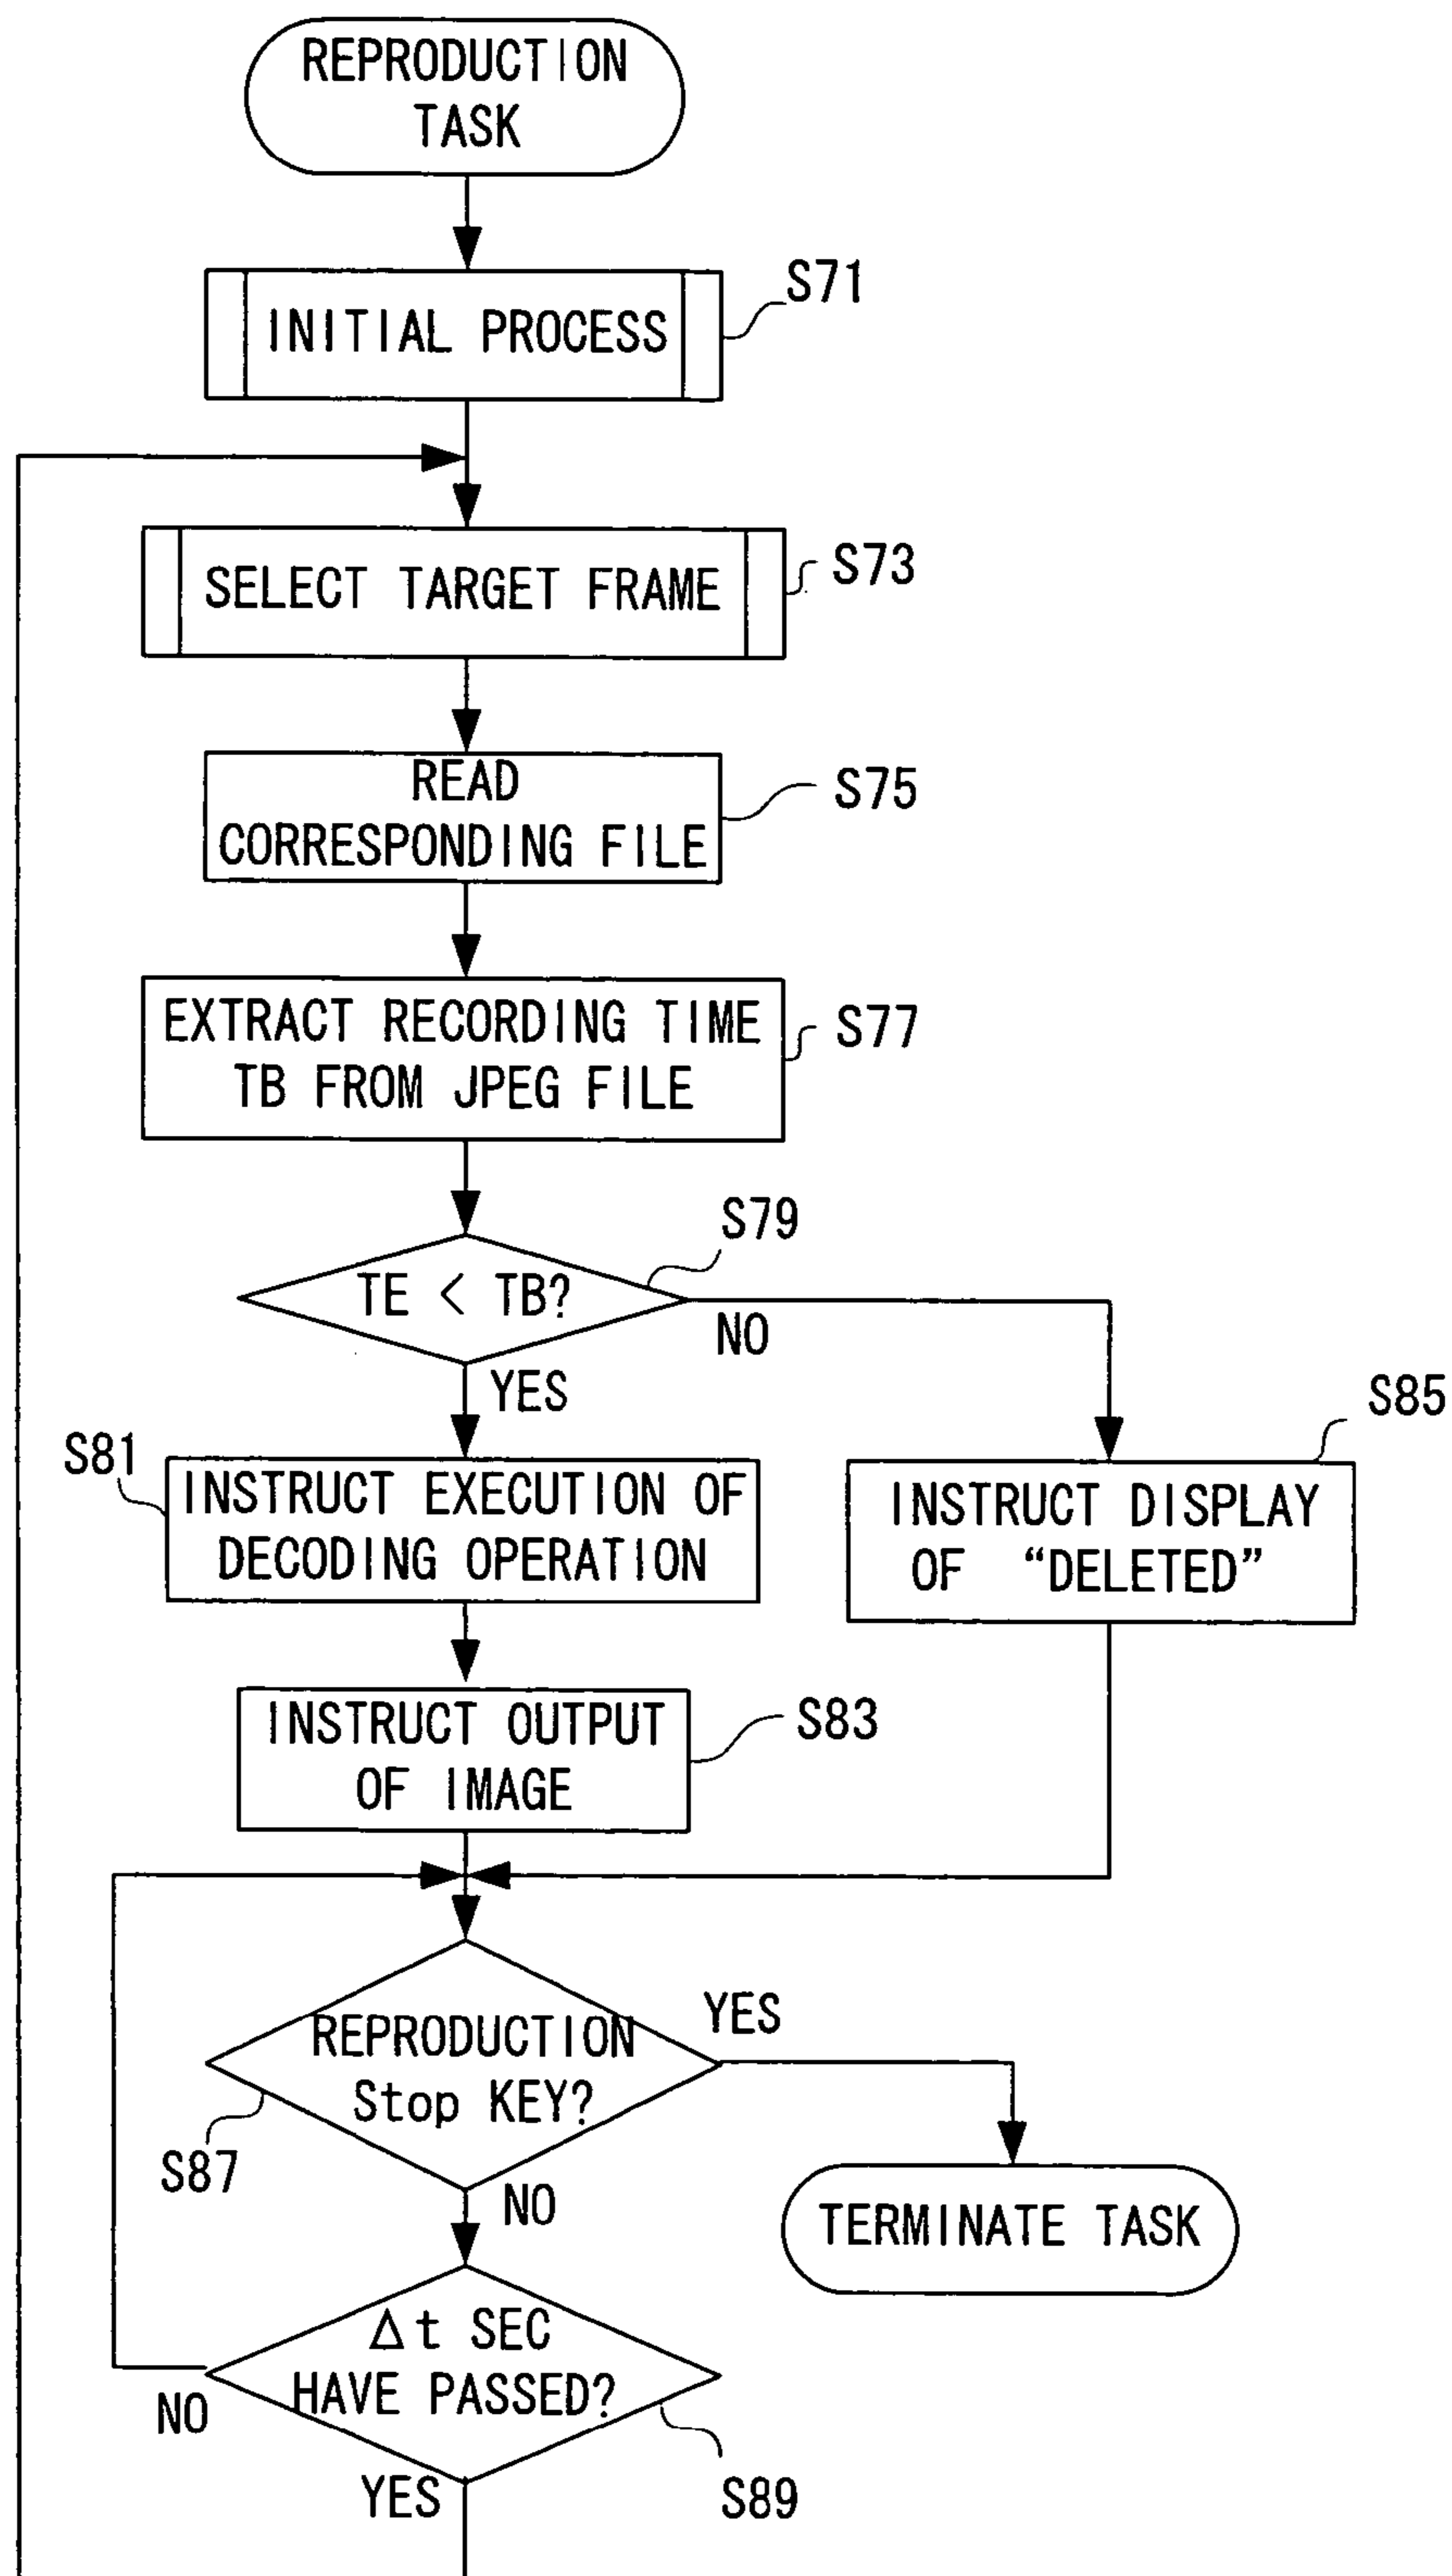 REPRODUCTION
TASK
INITIAL PROCESS
S71
SELECT TARGET FRAME
S73
READ
CORRESPONDING FILE
S75
EXTRACT RECORDING TIME
TB FROM JPEG FILE
S77
TE < TB?
S79
NO
YES
S81
INSTRUCT EXECUTION OF
DECODING OPERATION
S85
INSTRUCT DISPLAY
OF “DELETED”
INSTRUCT OUTPUT
OF IMAGE
S83
REPRODUCTION
Stop KEY?
YES
S87
NO
TERMINATE TASK
Δt SEC
HAVE PASSED?
NO
YES
S89